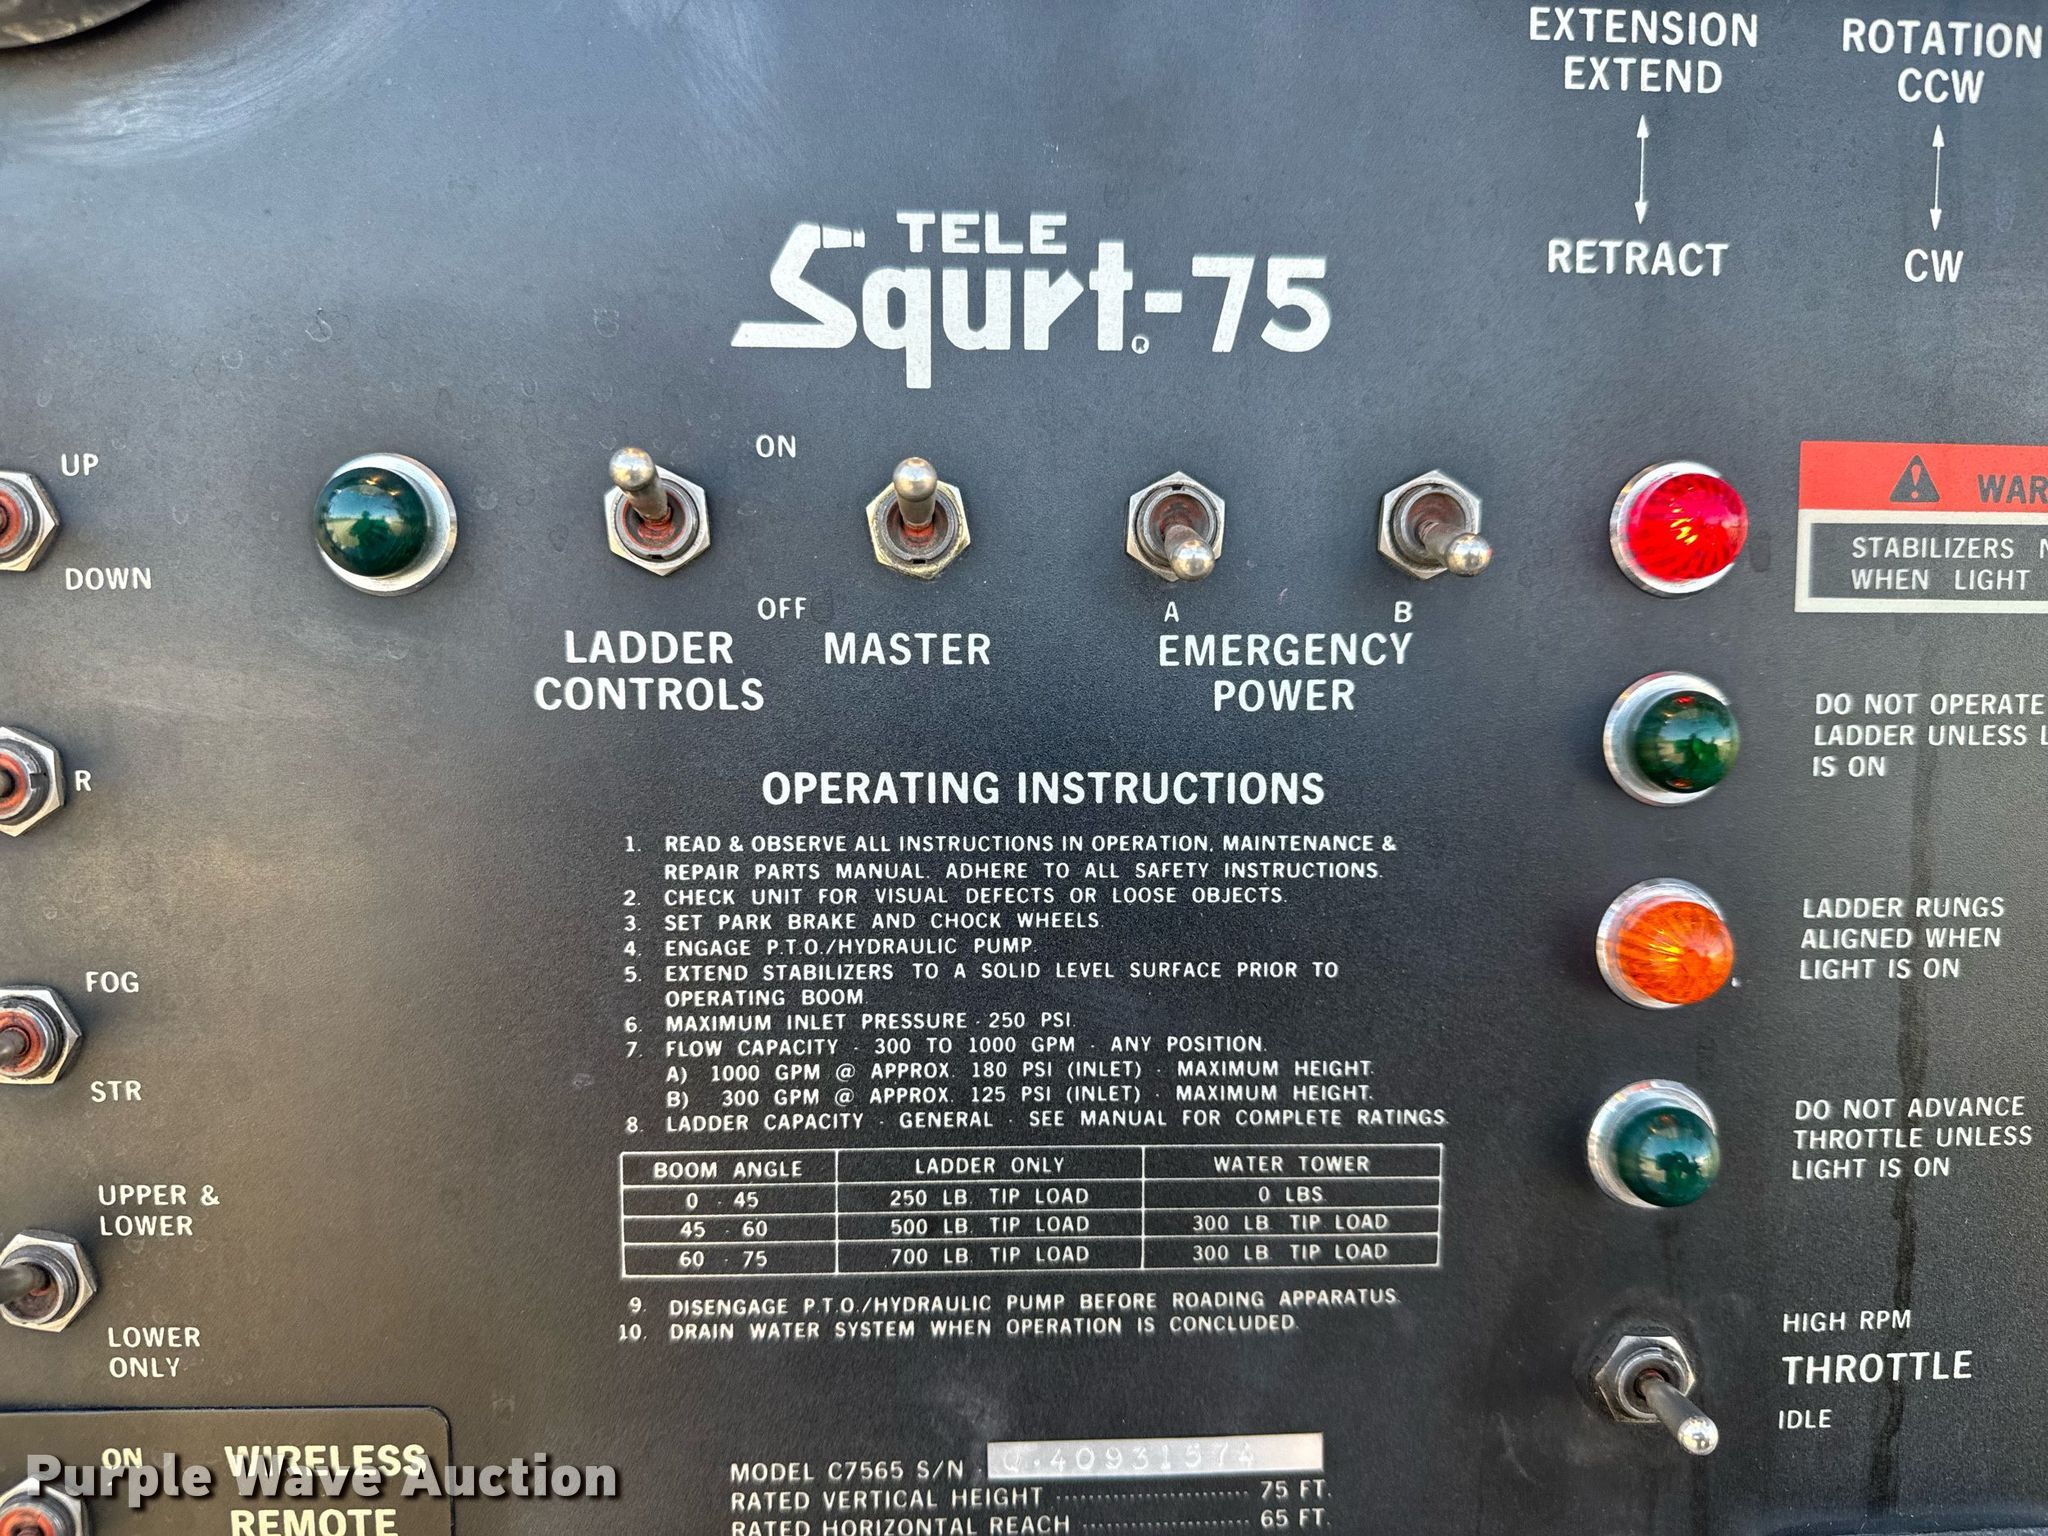 EXTENSION
EXTEND
RETRACT
ROTATION
CCW
CW
TELE
Squrt®-75
UP
DOWN
ON
OFF
LADDER
CONTROLS
MASTER
A
B
EMERGENCY
POWER
STABILIZERS
WHEN LIGHT
DO NOT OPERATE
LADDER UNLESS
IS ON
R
OPERATING INSTRUCTIONS
1. READ & OBSERVE ALL INSTRUCTIONS IN OPERATION, MAINTENANCE &
REPAIR PARTS MANUAL. ADHERE TO ALL SAFETY INSTRUCTIONS.
2. CHECK UNIT FOR VISUAL DEFECTS OR LOOSE OBJECTS.
3. SET PARK BRAKE AND CHOCK WHEELS.
4. ENGAGE P.T.O./HYDRAULIC PUMP.
5. EXTEND STABILIZERS TO A SOLID LEVEL SURFACE PRIOR TO
OPERATING BOOM.
6. MAXIMUM INLET PRESSURE - 250 PSI.
7. FLOW CAPACITY - 300 TO 1000 GPM - ANY POSITION.
A) 1000 GPM @ APPROX. 180 PSI (INLET) - MAXIMUM HEIGHT.
B) 300 GPM @ APPROX. 125 PSI (INLET) - MAXIMUM HEIGHT.
8. LADDER CAPACITY - GENERAL - SEE MANUAL FOR COMPLETE RATINGS.
BOOM ANGLE LADDER ONLY WATER TOWER
0 - 45 250 LB. TIP LOAD 0 LBS.
45 - 60 500 LB. TIP LOAD 300 LB. TIP LOAD
60 - 75 700 LB. TIP LOAD 300 LB. TIP LOAD
9. DISENGAGE P.T.O./HYDRAULIC PUMP BEFORE ROADING APPARATUS.
10. DRAIN WATER SYSTEM WHEN OPERATION IS CONCLUDED.
LADDER RUNGS
ALIGNED WHEN
LIGHT IS ON
DO NOT ADVANCE
THROTTLE UNLESS
LIGHT IS ON
FOG
STR
UPPER &
LOWER
LOWER
ONLY
HIGH RPM
THROTTLE
IDLE
ON
WIRELESS
REMOTE
Purple Wave Auction
MODEL C7565 S/N Q-40931574
RATED VERTICAL HEIGHT 75 FT.
RATED HORIZONTAL REACH 65 FT.